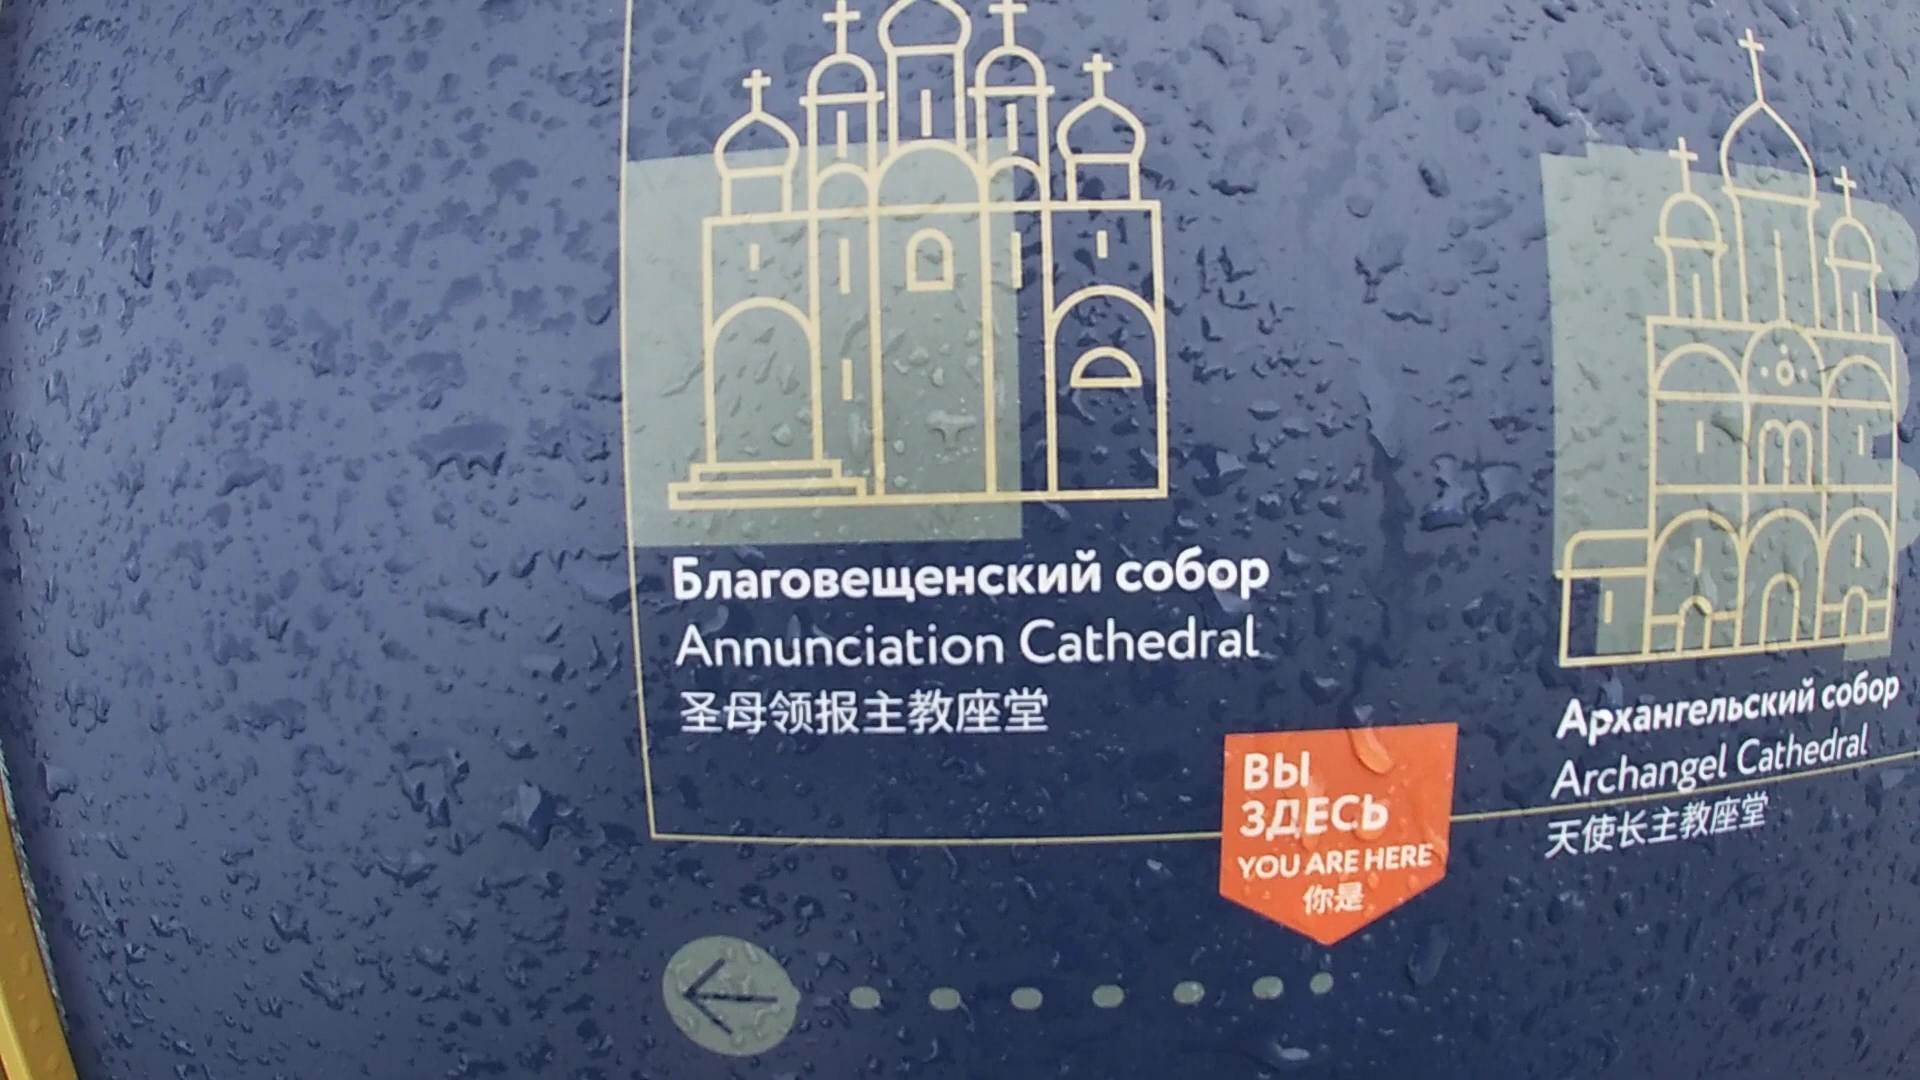 Благовещенский собор
Annunciation Cathedral
圣母领报主教座堂
ВЫ
ЗДЕСЬ
YOU ARE HERE
你是
Архангельский собор
Archangel Cathedral
天使长主教座堂